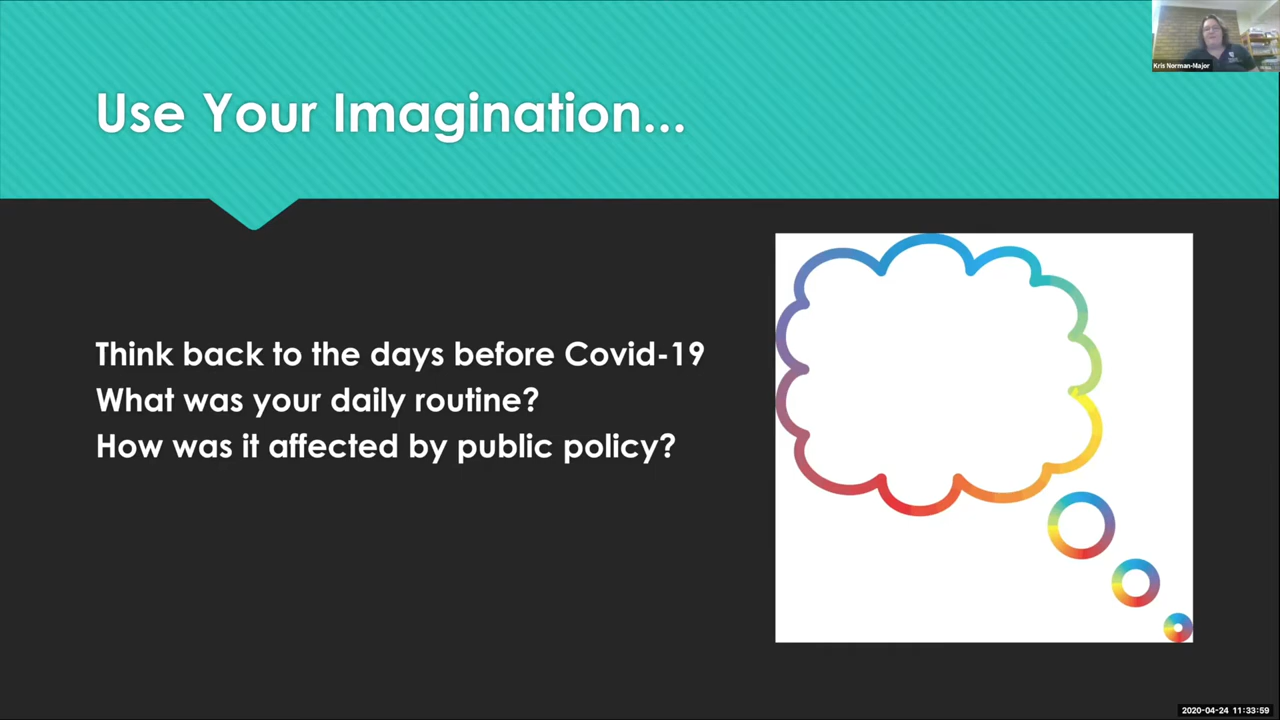 Use Your Imagination...
Kris Norman-Major
Think back to the days before Covid-19
What was your daily routine?
How was it affected by public policy?
2020-04-24 11:33:59